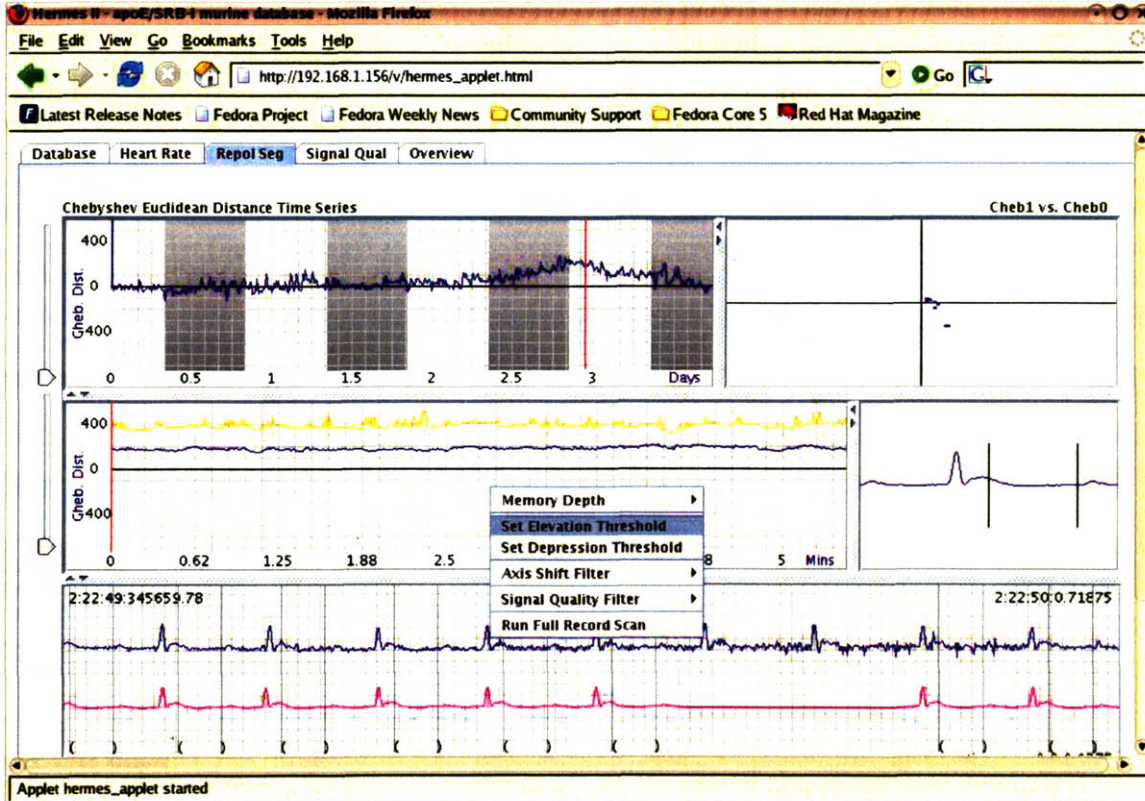 Hermes II - apoE/SRB-I murine database - Mozilla Firefox
File Edit View Go Bookmarks Tools Help
http://192.168.1.156/v/hermes_applet.html Go
Latest Release Notes Fedora Project Fedora Weekly News Community Support Fedora Core 5 Red Hat Magazine
Database Heart Rate Repol Seg Signal Qual Overview
Chebyshev Euclidean Distance Time Series Cheb1 vs. Cheb0
400
0
-400
Cheb. Dist.
0 0.5 1 1.5 2 2.5 3 Days
400
0
-400
Cheb. Dist.
0 0.62 1.25 1.88 2.5 8 5 Mins
Memory Depth
Set Elevation Threshold
Set Depression Threshold
Axis Shift Filter
Signal Quality Filter
Run Full Record Scan
2:22:49:345659.78 2:22:50:0.71875
Applet hermes_applet started